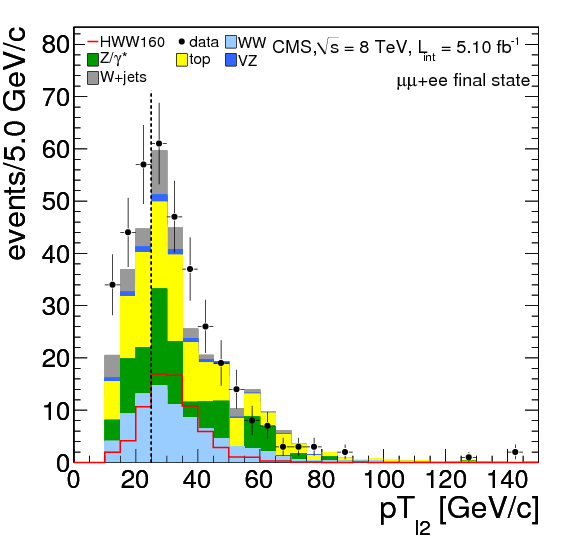 HWW160 data WW CMS,√s = 8 TeV, L_int = 5.10 fb⁻¹
Z/γ* top VZ
W+jets μμ+ee final state
events/5.0 GeV/c
80
70
60
50
40
30
20
10
0
0 20 40 60 80 100 120 140
pT_l2 [GeV/c]